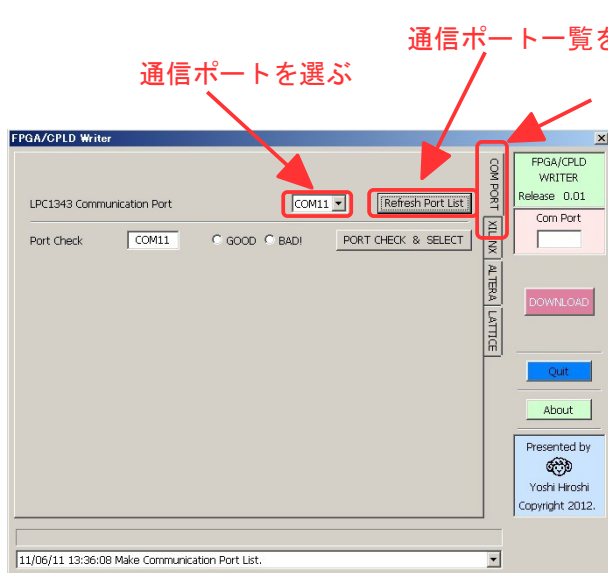 通信ポート一覧を
通信ポートを選ぶ
FPGA/CPLD Writer
LPC1343 Communication Port
COM11
Refresh Port List
Port Check
COM11
GOOD
BAD!
PORT CHECK & SELECT
COM PORT
XILINX
ALTERA
LATTICE
FPGA/CPLD
WRITER
Release 0.01
Com Port
DOWNLOAD
Quit
About
Presented by
Yoshi Hiroshi
Copyright 2012.
11/06/11 13:36:08 Make Communication Port List.